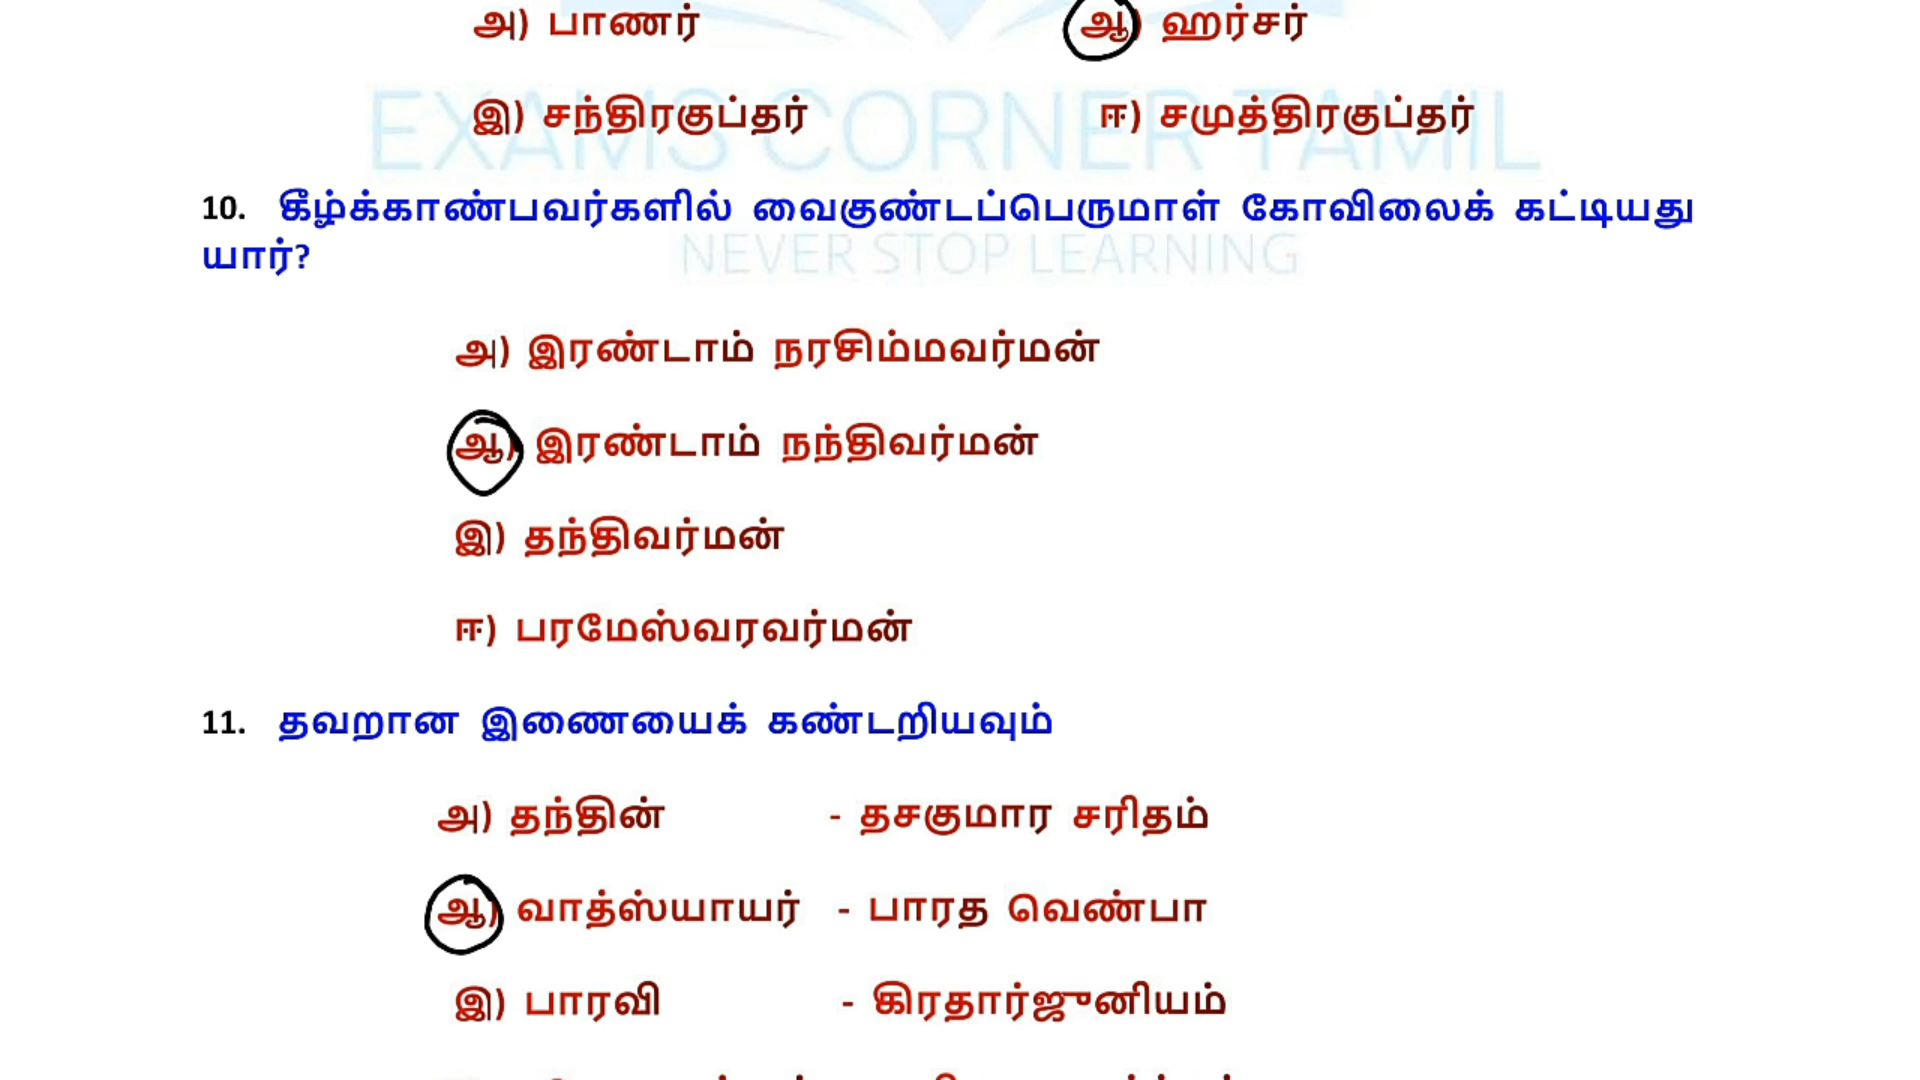 அ) பாணர் ஆ) ஹர்சர்
இ) சந்திரகுப்தர் ஈ) சமுத்திரகுப்தர்
EXAMS CORNER TAMIL
10. கீழ்க்காண்பவர்களில் வைகுண்டப்பெருமாள் கோவிலைக் கட்டியது
யார்?
NEVER STOP LEARNING
அ) இரண்டாம் நரசிம்மவர்மன்
ஆ) இரண்டாம் நந்திவர்மன்
இ) தந்திவர்மன்
ஈ) பரமேஸ்வரவர்மன்
11. தவறான இணையைக் கண்டறியவும்
அ) தந்தின் - தசகுமார சரிதம்
ஆ) வாத்ஸ்யாயர் - பாரத வெண்பா
இ) பாரவி - கிரதார்ஜுனியம்